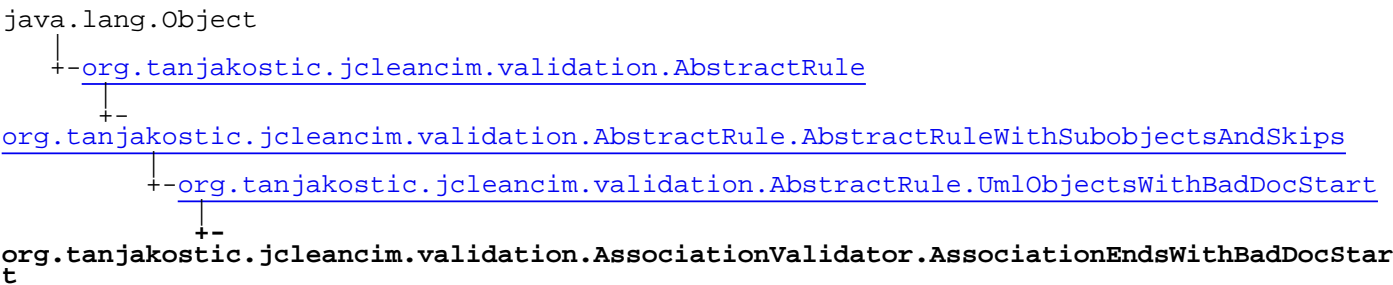 java.lang.Object
|
+-org.tanjakostic.jcleancim.validation.AbstractRule
|
+-
org.tanjakostic.jcleancim.validation.AbstractRule.AbstractRuleWithSubobjectsAndSkips
|
+-org.tanjakostic.jcleancim.validation.AbstractRule.UmlObjectsWithBadDocStart
|
+-
org.tanjakostic.jcleancim.validation.AssociationValidator.AssociationEndsWithBadDocStar
t